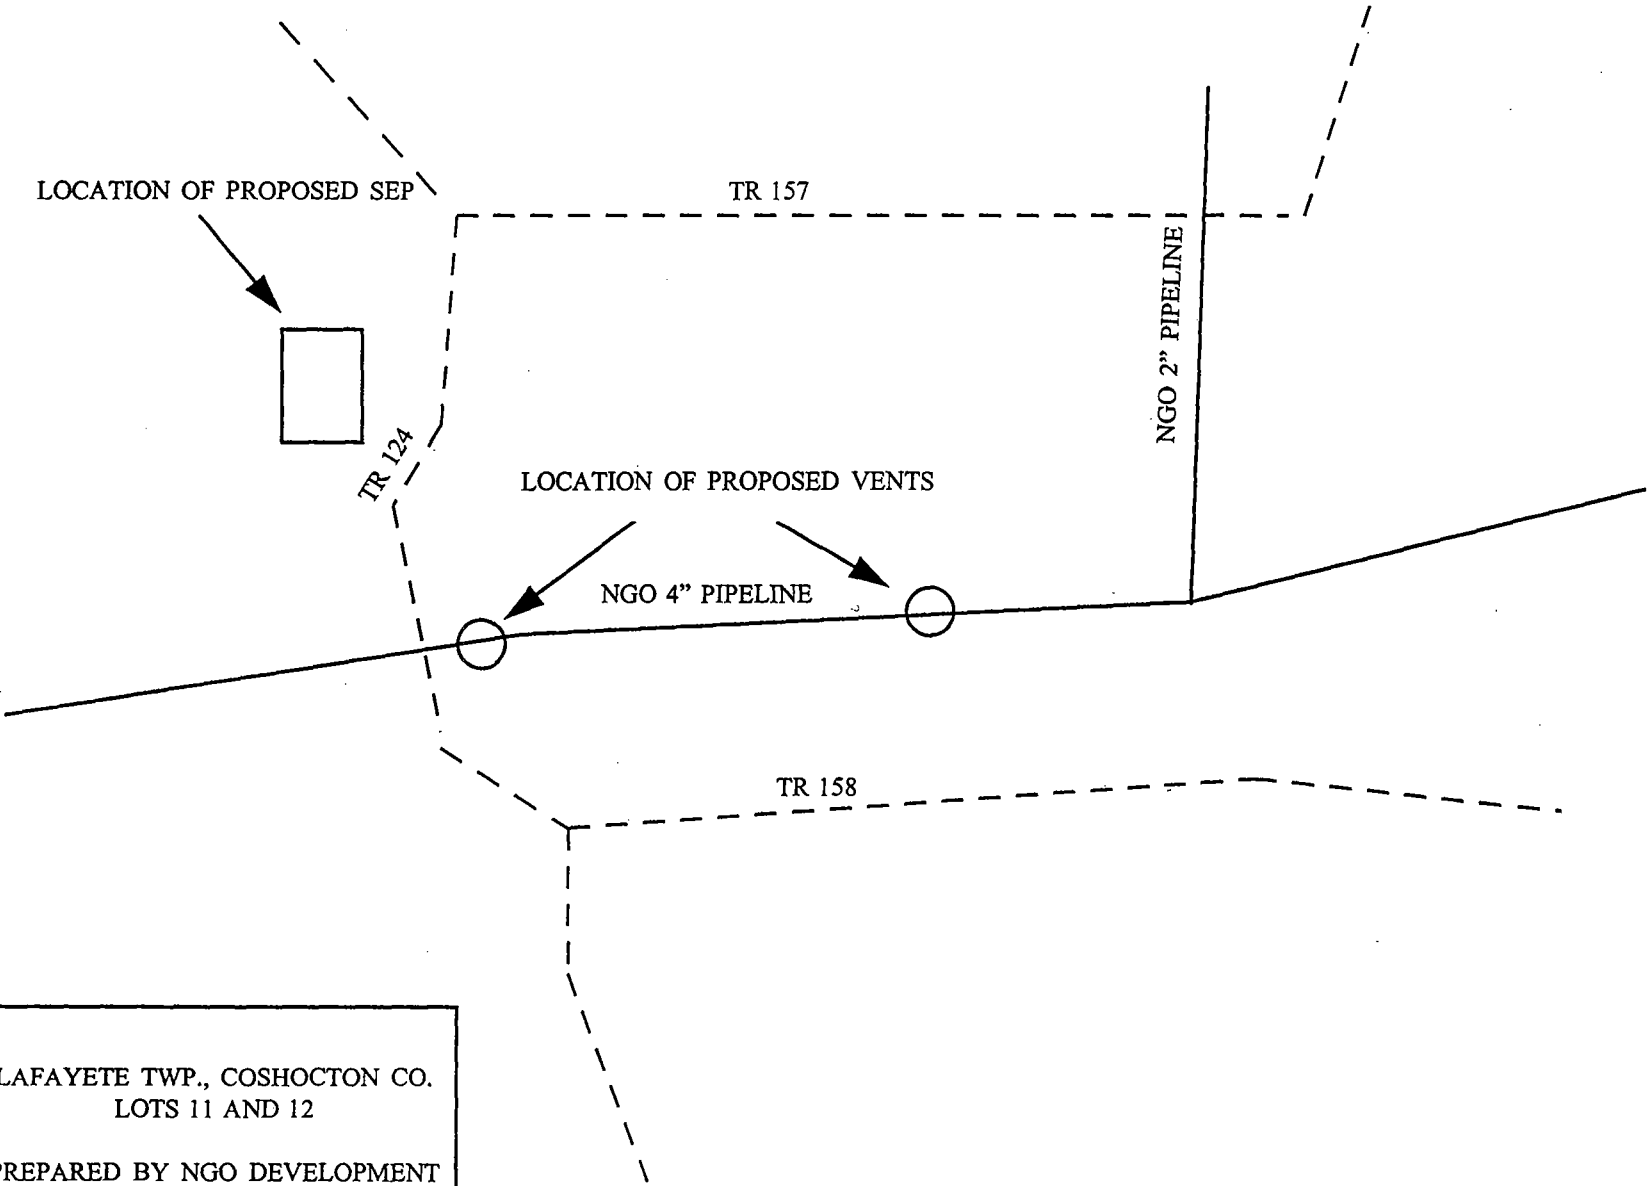 LOCATION OF PROPOSED SEP
TR 157
NGO 2” PIPELINE
TR 124
LOCATION OF PROPOSED VENTS
NGO 4” PIPELINE
TR 158
LAFAYETE TWP., COSHOCTON CO.
LOTS 11 AND 12
PREPARED BY NGO DEVELOPMENT